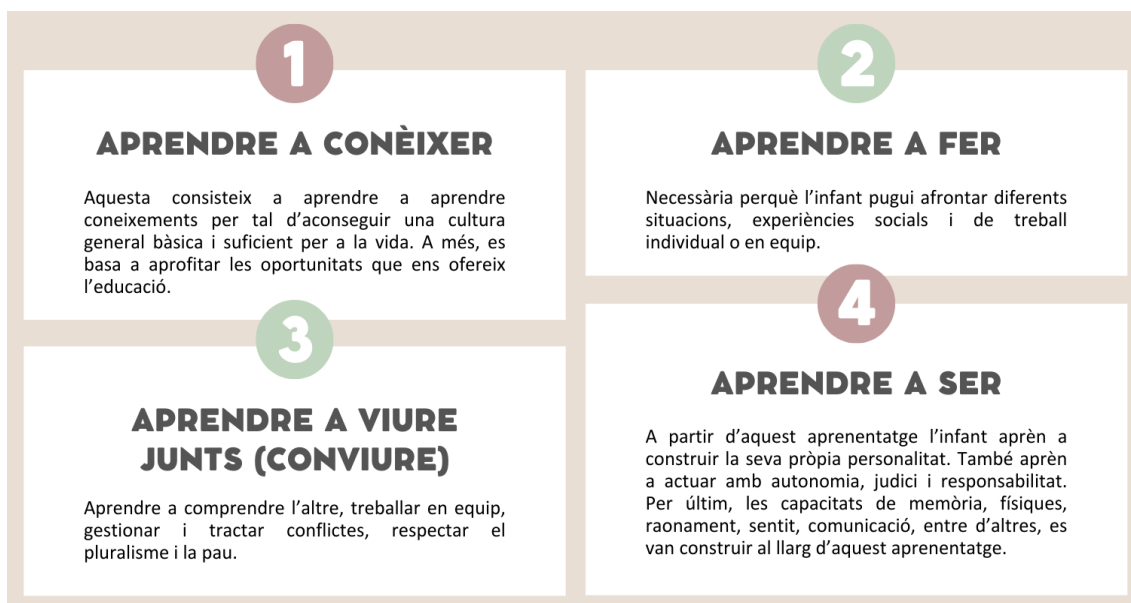 1
APRENDRE A CONÈIXER
Aquesta consisteix a aprendre a aprendre
coneixements per tal d’aconseguir una cultura
general bàsica i suficient per a la vida. A més, es
basa a aprofitar les oportunitats que ens ofereix
l’educació.
2
APRENDRE A FER
Necessària perquè l’infant pugui afrontar diferents
situacions, experiències socials i de treball
individual o en equip.
3
APRENDRE A VIURE
JUNTS (CONVIURE)
Aprendre a comprendre l’altre, treballar en equip,
gestionar i tractar conflictes, respectar el
pluralisme i la pau.
4
APRENDRE A SER
A partir d’aquest aprenentatge l’infant aprèn a
construir la seva pròpia personalitat. També aprèn
a actuar amb autonomia, judici i responsabilitat.
Per últim, les capacitats de memòria, físiques,
raonament, sentit, comunicació, entre d’altres, es
van construir al llarg d’aquest aprenentatge.